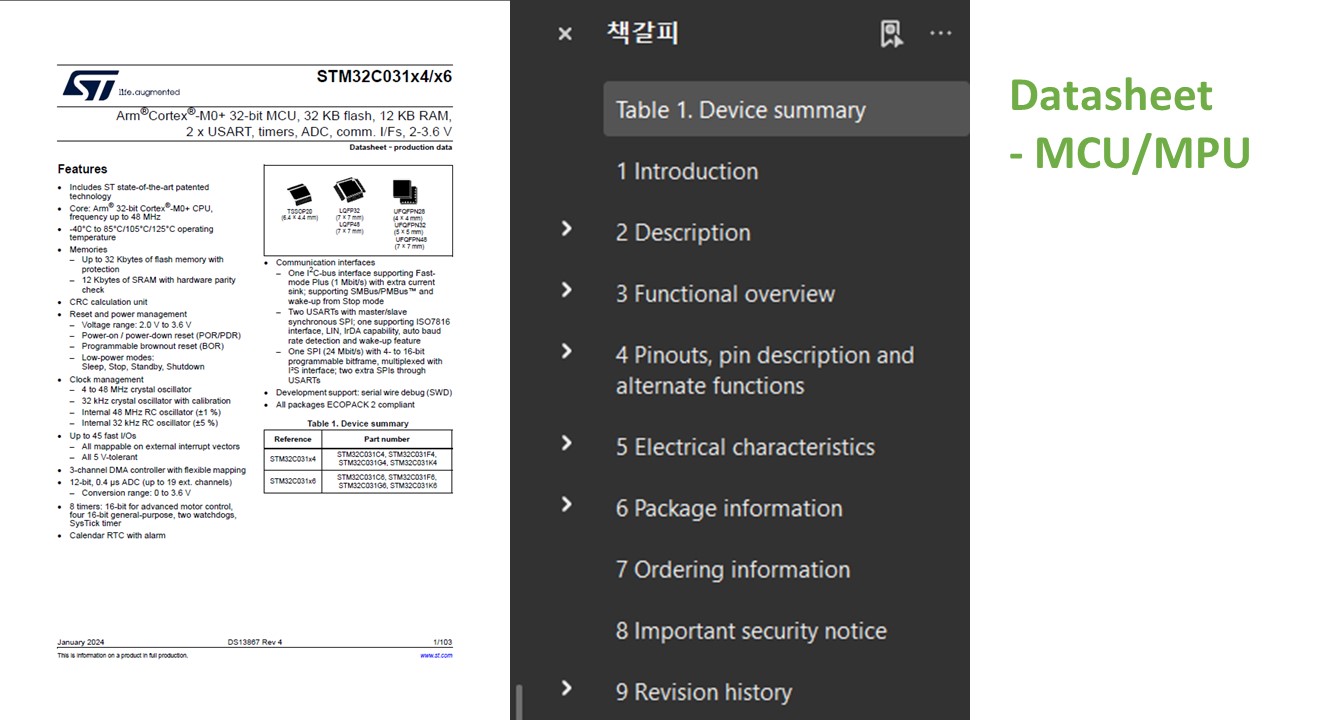 STM32C031x4/x6
life.augmented
Arm®Cortex®-M0+ 32-bit MCU, 32 KB flash, 12 KB RAM,
2 x USART, timers, ADC, comm. I/Fs, 2-3.6 V
Datasheet - production data
Features
• Includes ST state-of-the-art patented
technology
• Core: Arm® 32-bit Cortex®-M0+ CPU,
frequency up to 48 MHz
• -40°C to 85°C/105°C/125°C operating
temperature
• Memories
– Up to 32 Kbytes of flash memory with
protection
– 12 Kbytes of SRAM with hardware parity
check
• CRC calculation unit
• Reset and power management
– Voltage range: 2.0 V to 3.6 V
– Power-on / power-down reset (POR/PDR)
– Programmable brownout reset (BOR)
– Low-power modes:
Sleep, Stop, Standby, Shutdown
• Clock management
– 4 to 48 MHz crystal oscillator
– 32 kHz crystal oscillator with calibration
– Internal 48 MHz RC oscillator (±1 %)
– Internal 32 kHz RC oscillator (±5 %)
• Up to 45 fast I/Os
– All mappable on external interrupt vectors
– All 5 V-tolerant
• 3-channel DMA controller with flexible mapping
• 12-bit, 0.4 µs ADC (up to 19 ext. channels)
– Conversion range: 0 to 3.6 V
• 8 timers: 16-bit for advanced motor control,
four 16-bit general-purpose, two watchdogs,
SysTick timer
• Calendar RTC with alarm
TSSOP20
(6.4 × 4.4 mm)
LQFP32
(7 × 7 mm)
LQFP48
(7 × 7 mm)
UFQFPN28
(4 × 4 mm)
UFQFPN32
(5 × 5 mm)
UFQFPN48
(7 × 7 mm)
• Communication interfaces
– One I²C-bus interface supporting Fast-
mode Plus (1 Mbit/s) with extra current
sink; supporting SMBus/PMBus™ and
wake-up from Stop mode
– Two USARTs with master/slave
synchronous SPI; one supporting ISO7816
interface, LIN, IrDA capability, auto baud
rate detection and wake-up feature
– One SPI (24 Mbit/s) with 4- to 16-bit
programmable bitframe, multiplexed with
I²S interface; two extra SPIs through
USARTs
• Development support: serial wire debug (SWD)
• All packages ECOPACK 2 compliant
Table 1. Device summary
Reference Part number
STM32C031x4 STM32C031C4, STM32C031F4,
STM32C031G4, STM32C031K4
STM32C031x6 STM32C031C6, STM32C031F6,
STM32C031G6, STM32C031K6
January 2024 DS13867 Rev 4 1/103
This is information on a product in full production. www.st.com
책갈피
Table 1. Device summary
1 Introduction
2 Description
3 Functional overview
4 Pinouts, pin description and
alternate functions
5 Electrical characteristics
6 Package information
7 Ordering information
8 Important security notice
9 Revision history
Datasheet
- MCU/MPU